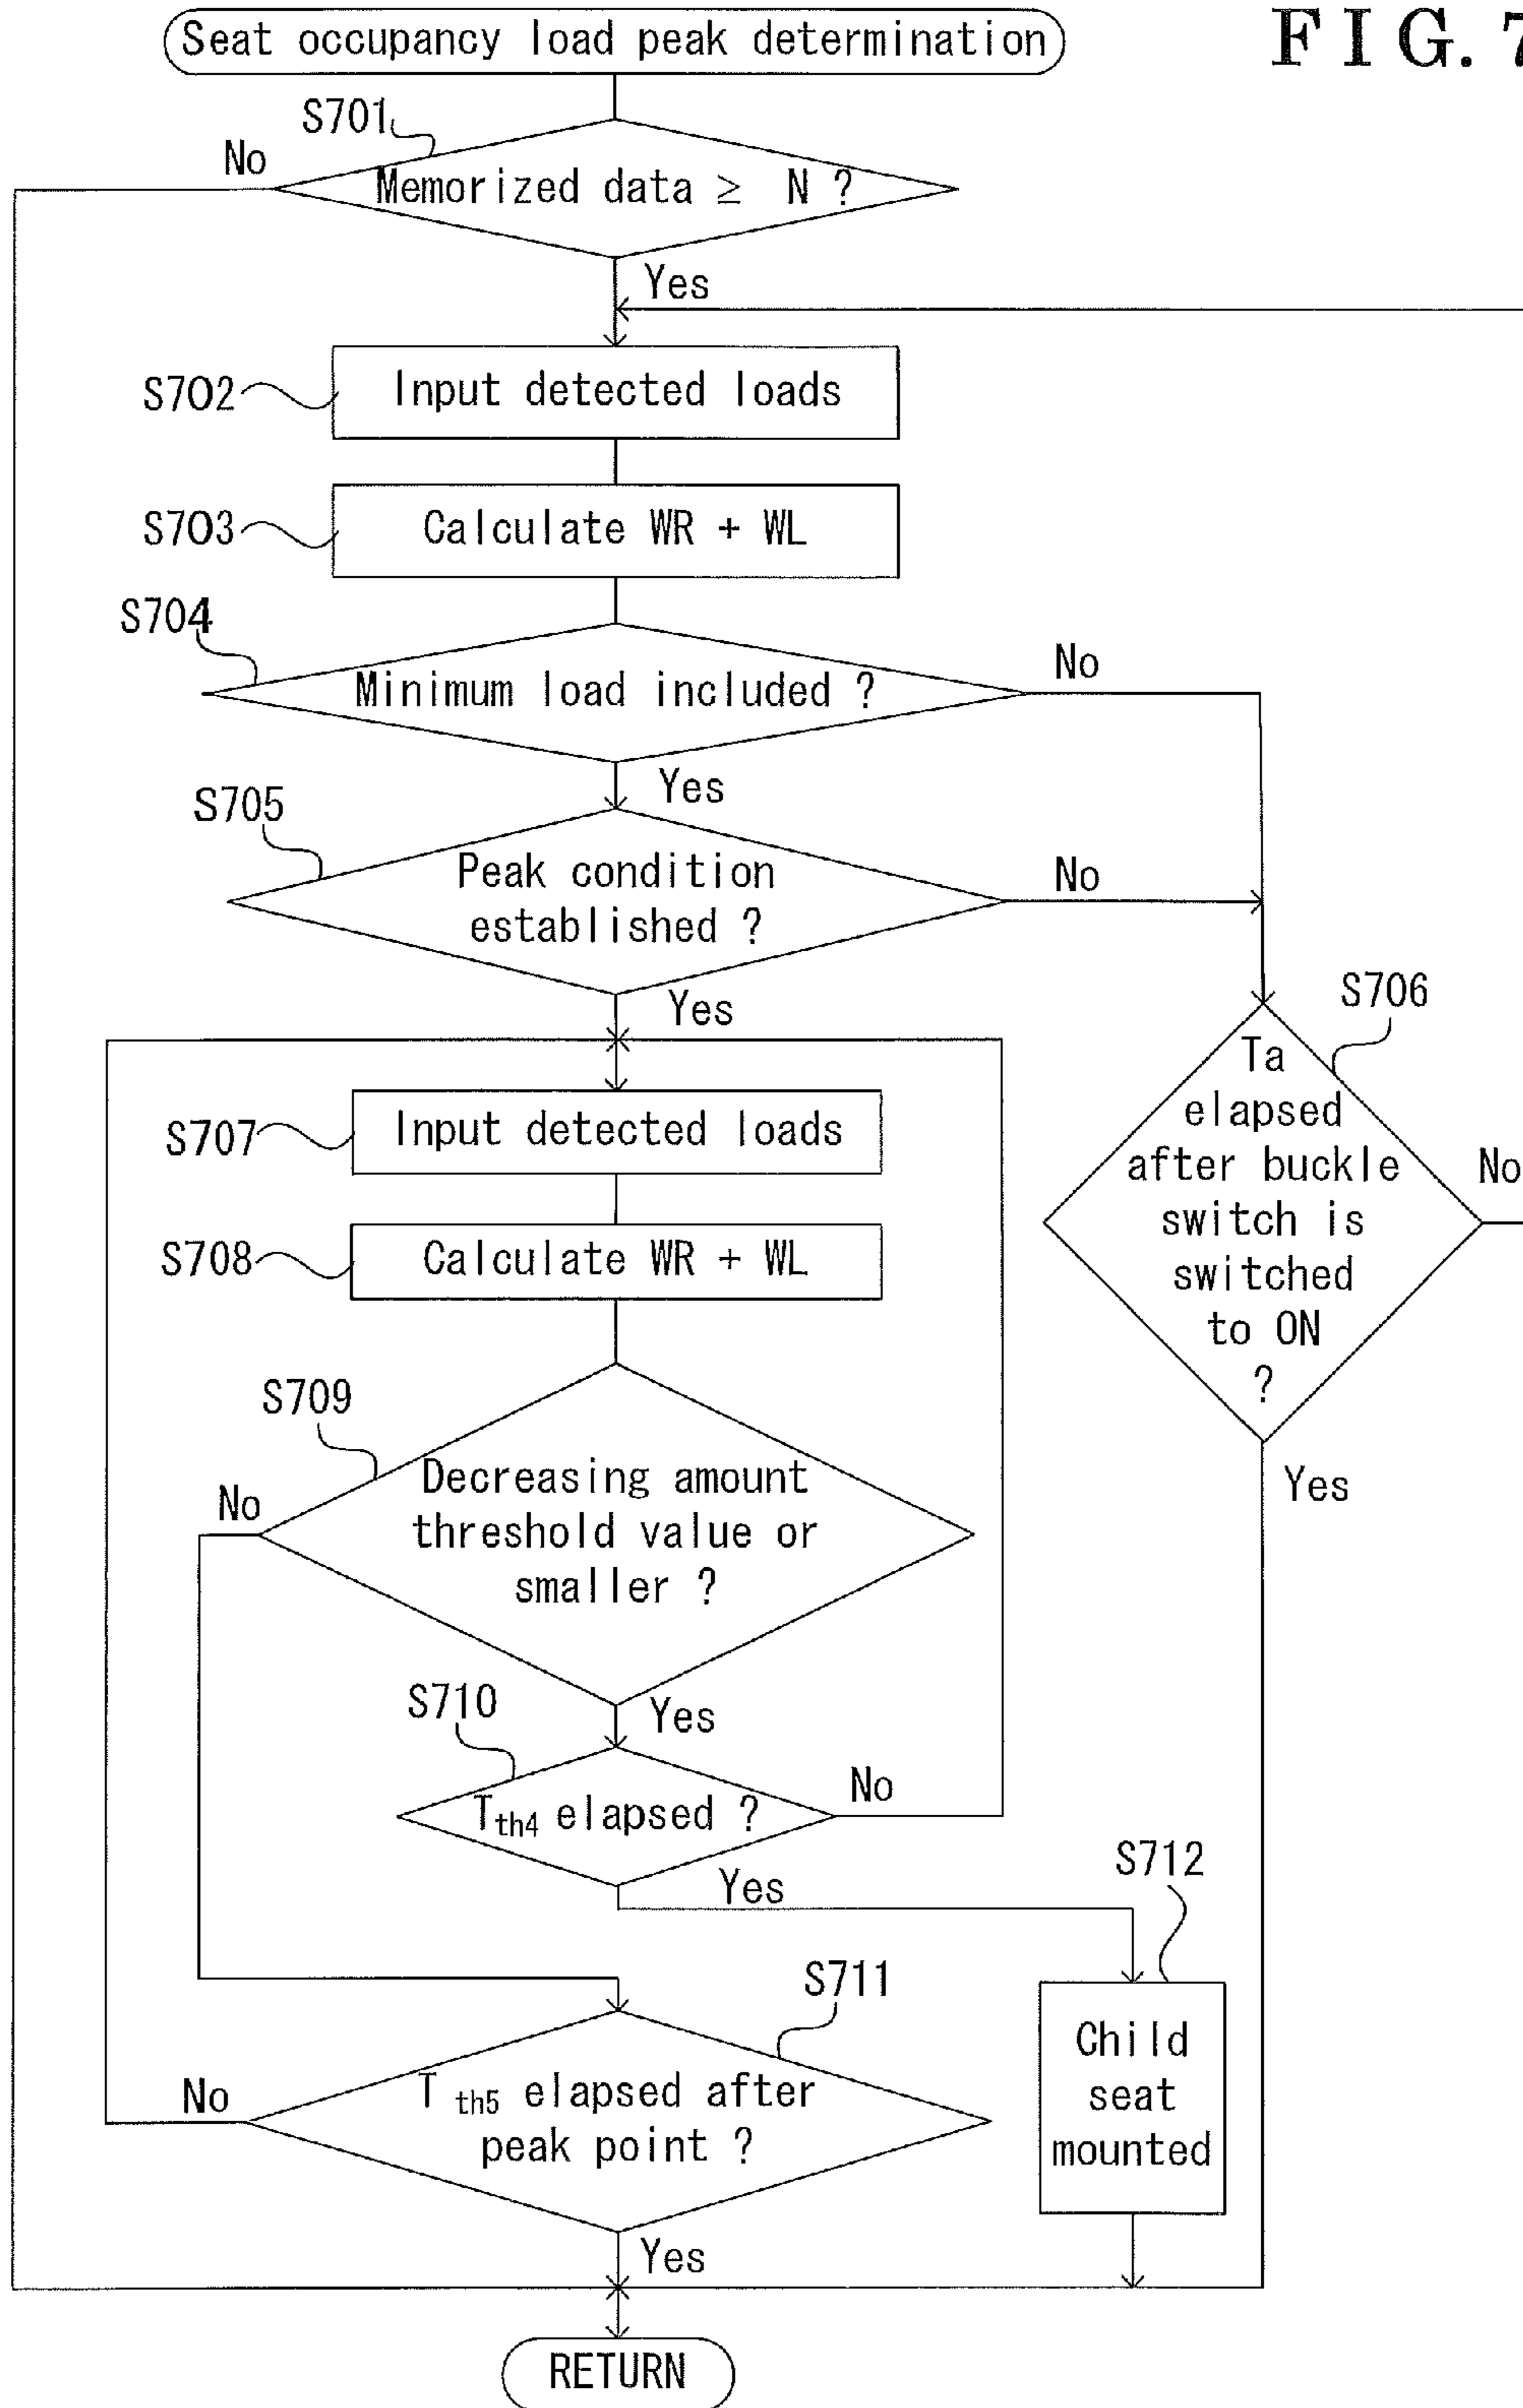 Seat occupancy load peak determination
FIG. 7
S701
No
Memorized data ≥ N ?
Yes
S702
Input detected loads
S703
Calculate WR + WL
S704
Minimum load included ?
No
Yes
S705
Peak condition
established ?
No
Yes
S706
Ta
elapsed
after buckle
switch is
switched
to ON
?
No
Yes
S707
Input detected loads
S708
Calculate WR + WL
S709
No
Decreasing amount
threshold value or
smaller ?
Yes
S710
Tth4 elapsed ?
No
Yes
S712
Child
seat
mounted
S711
No
T th5 elapsed after
peak point ?
Yes
RETURN